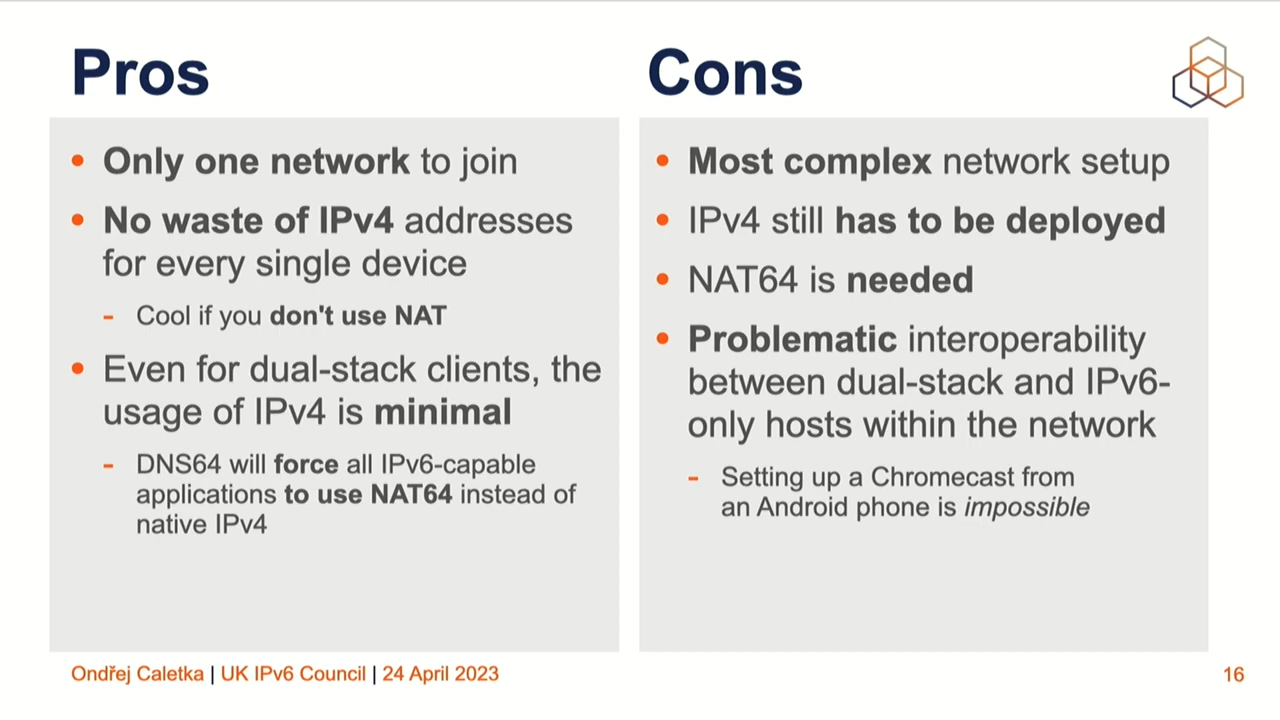 Pros
• Only one network to join
• No waste of IPv4 addresses
for every single device
- Cool if you don't use NAT
• Even for dual-stack clients, the
usage of IPv4 is minimal
- DNS64 will force all IPv6-capable
applications to use NAT64 instead of
native IPv4
Cons
• Most complex network setup
• IPv4 still has to be deployed
• NAT64 is needed
• Problematic interoperability
between dual-stack and IPv6-
only hosts within the network
- Setting up a Chromecast from
an Android phone is impossible
Ondřej Caletka | UK IPv6 Council | 24 April 2023
16